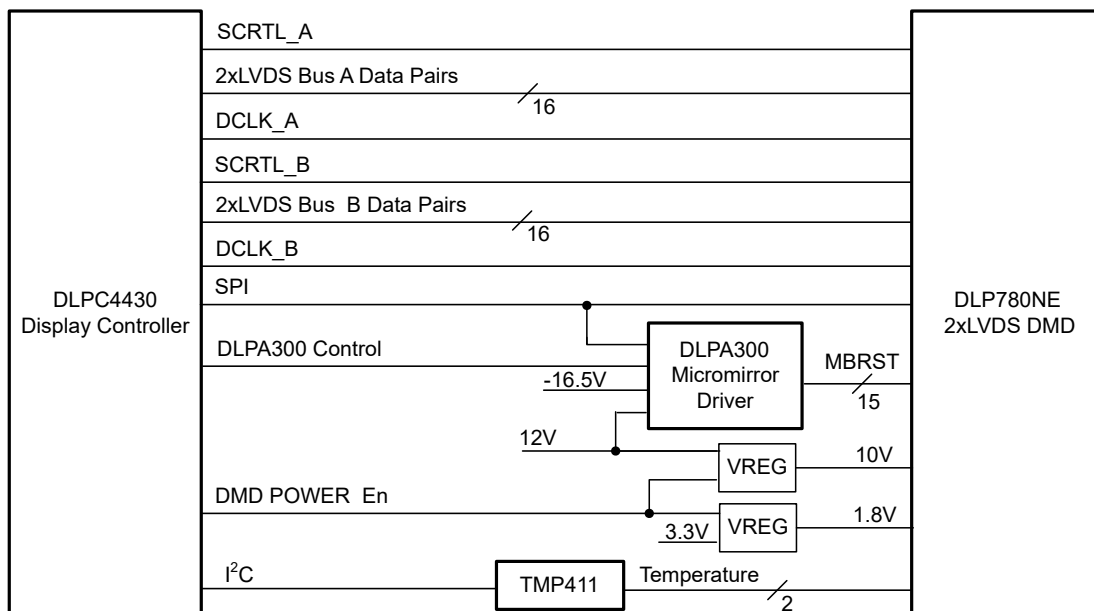 SCRTL_A
2xLVDS Bus A Data Pairs
16
DCLK_A
SCRTL_B
2xLVDS Bus B Data Pairs
16
DCLK_B
SPI
DLPC4430
Display Controller
DLP780NE
2xLVDS DMD
DLPA300 Control
DLPA300
Micromirror
Driver
MBRST
15
-16.5V
12V
VREG
10V
DMD POWER En
3.3V
VREG
1.8V
I²C
TMP411
Temperature
2